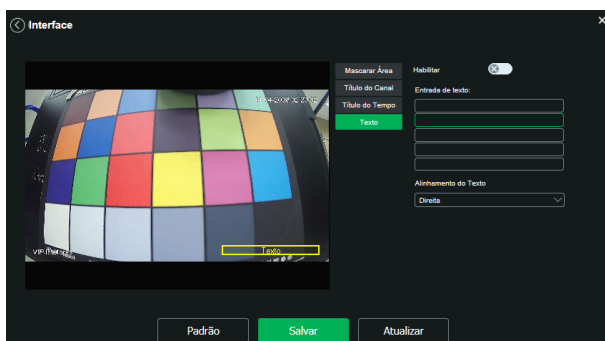 Interface
Mascarar Área
Título do Canal
Título do Tempo
Texto
Habilitar
Entrada de texto:
Alinhamento do Texto
Direita
Texto
Padrão
Salvar
Atualizar